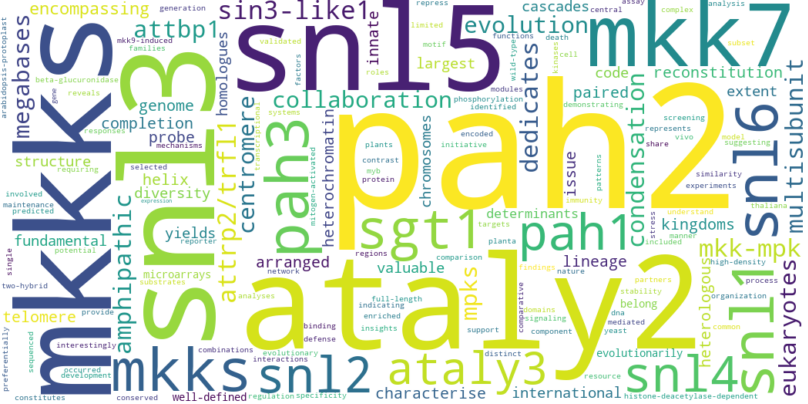 encompassing
sin3-like1
attbp1
innate
evolution
cascades
mkk7
snl5
megabases
arabidopsis-protoplast
mkk9-induced
families
beta-glucuronidase
reveals
gene
responses
genome
homologues
largest
limited
motif
roles
repress
assay
central
generation
validated
factors
complex
subset
analysis
cell
death
functions
wild-type
kinases
modules
code
reconstitution
paired
extent
multisubunit
collaboration
phosphorylation
identified
encoded
initiative
demonstrating
screening
represents
vivo
model
suggesting
completion
probe
mechanisms
selected
structure
requiring
helix
diversity
centromere
attrp2/trfl1
transcriptional
systems
mitogen-activated
pah3
heterochromatin
chromosomes
plants
contrast
myb
protein
pah2
dedicates
issue
condensation
share
similarity
experiments
patterns
immunity
snl6
thaliana
mkkks
snl3
amphipathic
involved
maintenance
predicted
fundamental
potential
yields
reporter
microarrays
expression
substrates
telomere
single
two-hybrid
provide
interestingly
sequenced
occurred
development
preferentially
constitutes
conserved
sgt1
determinants
targets
planta
pah1
kingdoms
stress
understand
included
manner
mkk-mpk
arranged
regions
comparison
valuable
lineage
network
analyses
ataly2
mpks
full-length
indicating
enriched
insights
findings
nature
comparative
domains
signaling
component
belong
partners
stability
dna
mediated
yeast
heterologous
high-density
organization
common
process
snl1
eukaryotes
binding
defense
support
distinct
evolutionary
interactions
combinations
evolutionarily
resource
mkks
snl2
ataly3
snl4
well-defined
regulation
specificity
characterise
international
histone-deacetylase-dependent